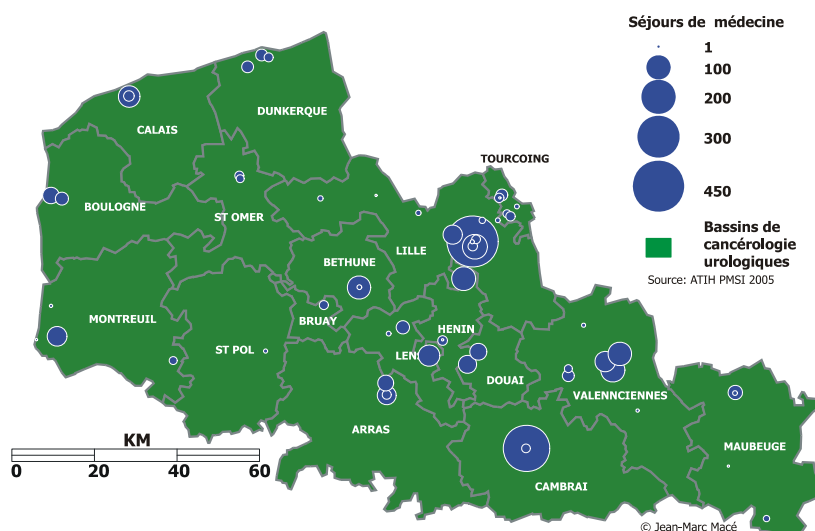 Séjours de médecine
1
100
200
300
450
Bassins de
cancérologie
urologiques
Source: ATIH PMSI 2005
DUNKERQUE
CALAIS
TOURCOING
BOULOGNE
ST OMER
LILLE
BETHUNE
MONTREUIL
BRUAY
HENIN
ST POL
LENS
DOUAI
VALENNCIENNES
ARRAS
MAUBEUGE
CAMBRAI
KM
0 20 40 60
© Jean-Marc Macé